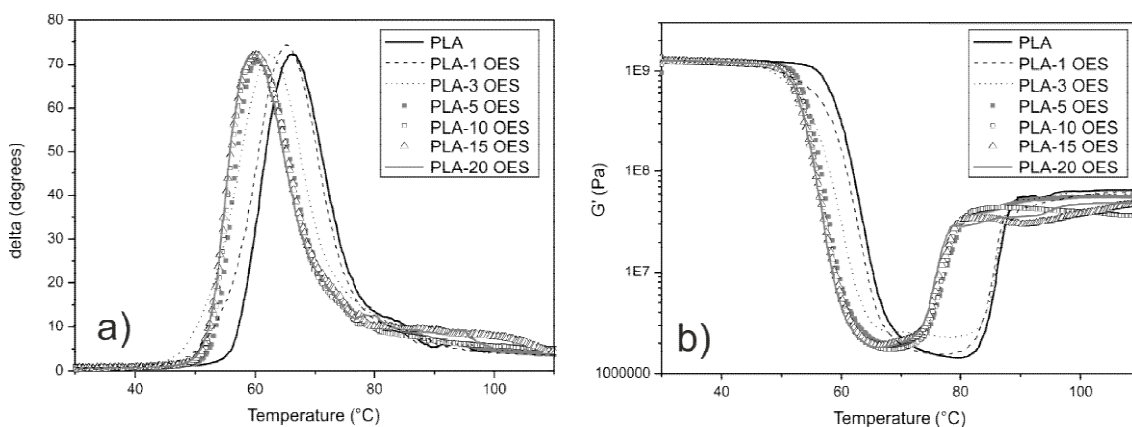 80
70
60
50
40
30
20
10
0
delta (degrees)
40 60 80 100
Temperature (°C)
a)
PLA
PLA-1 OES
PLA-3 OES
PLA-5 OES
PLA-10 OES
PLA-15 OES
PLA-20 OES
1E9
1E8
1E7
1000000
G' (Pa)
40 60 80 100
Temperature (°C)
b)
PLA
PLA-1 OES
PLA-3 OES
PLA-5 OES
PLA-10 OES
PLA-15 OES
PLA-20 OES